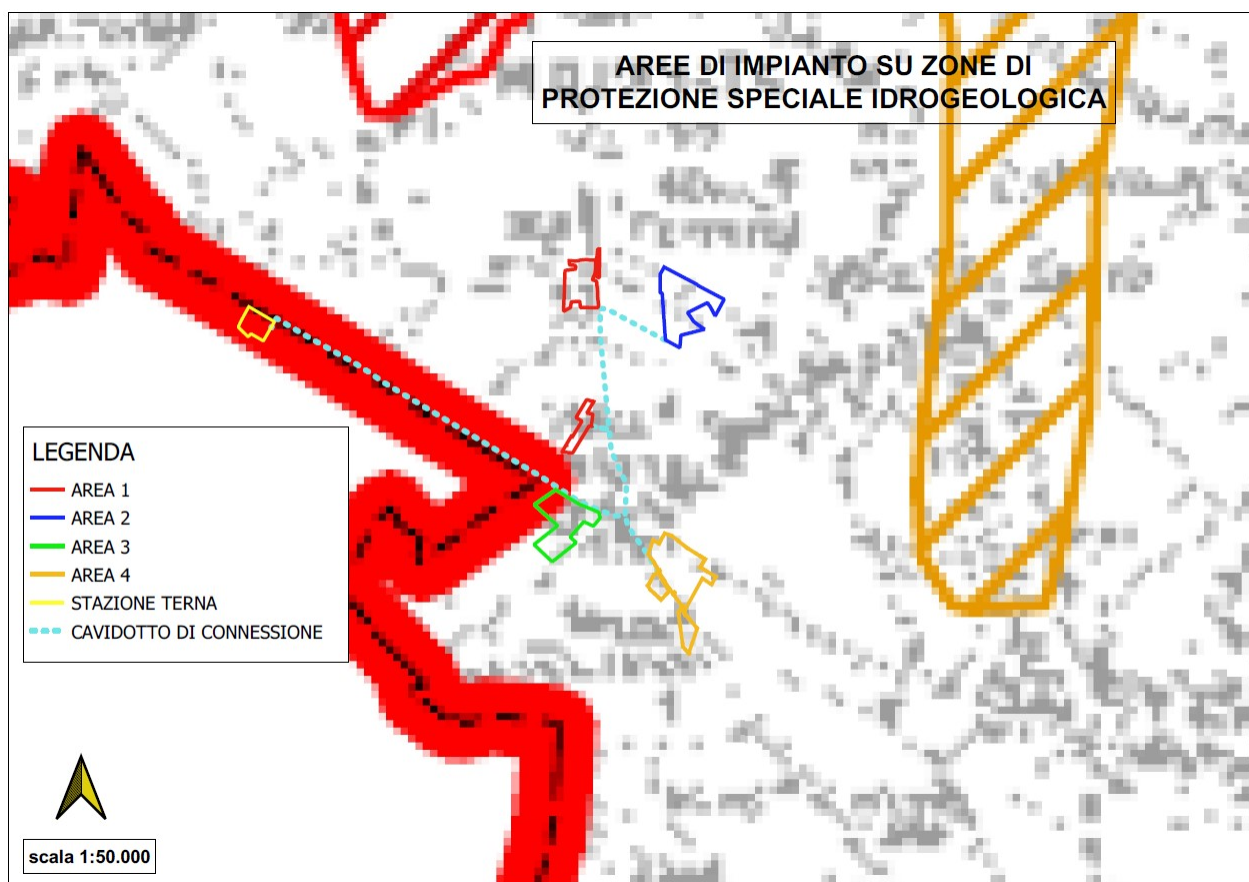 AREE DI IMPIANTO SU ZONE DI
PROTEZIONE SPECIALE IDROGEOLOGICA
LEGENDA
AREA 1
AREA 2
AREA 3
AREA 4
STAZIONE TERNA
CAVIDOTTO DI CONNESSIONE
scala 1:50.000